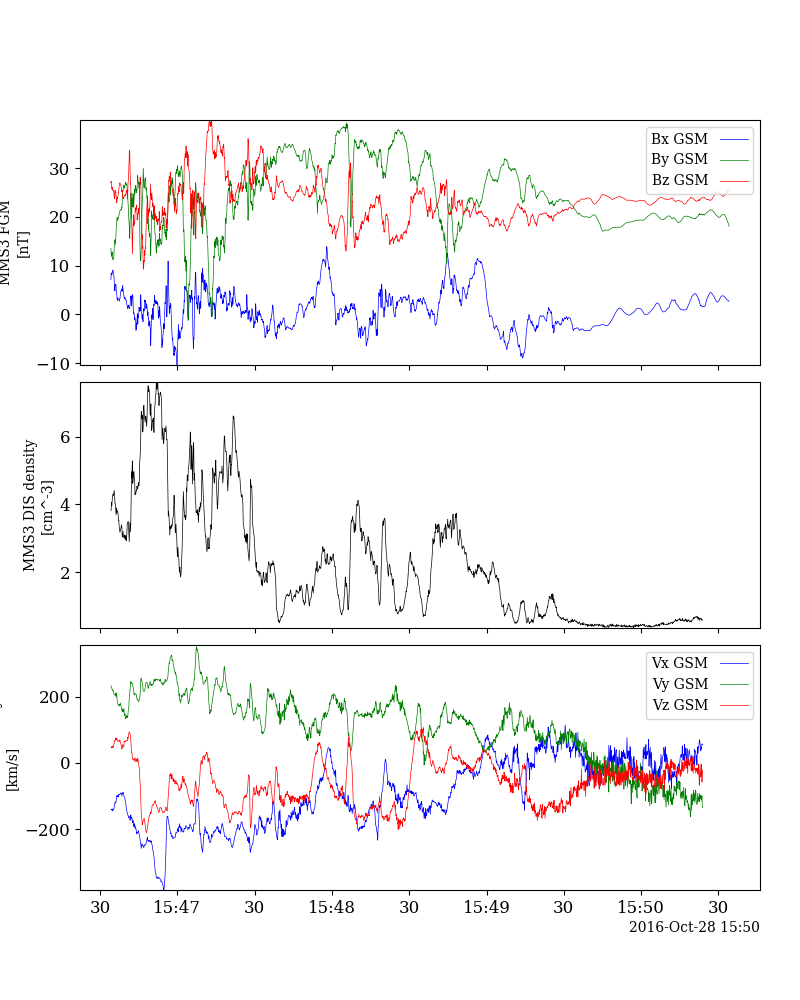 Bx GSM
By GSM
Bz GSM
MMS3 FGM
[nT]
30
20
10
0
−10
MMS3 DIS density
[cm^-3]
6
4
2
Vx GSM
Vy GSM
Vz GSM
[km/s]
200
0
−200
30 15:47 30 15:48 30 15:49 30 15:50 30
2016-Oct-28 15:50